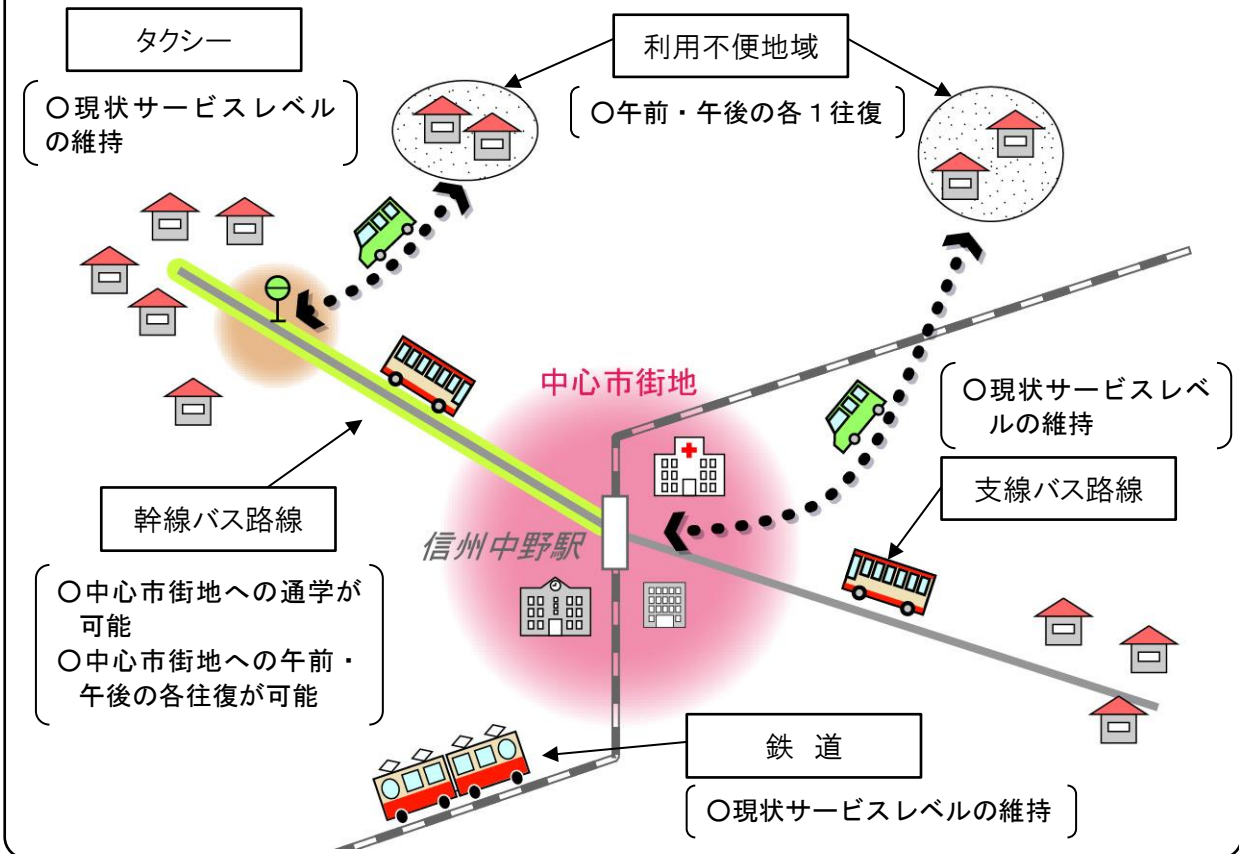 タクシー
〇現状サービスレベル
の維持
利用不便地域
〇午前・午後の各１往復
中心市街地
〇現状サービスレベ
ルの維持
支線バス路線
幹線バス路線
信州中野駅
〇中心市街地への通学が
可能
〇中心市街地への午前・
午後の各往復が可能
鉄 道
〇現状サービスレベルの維持